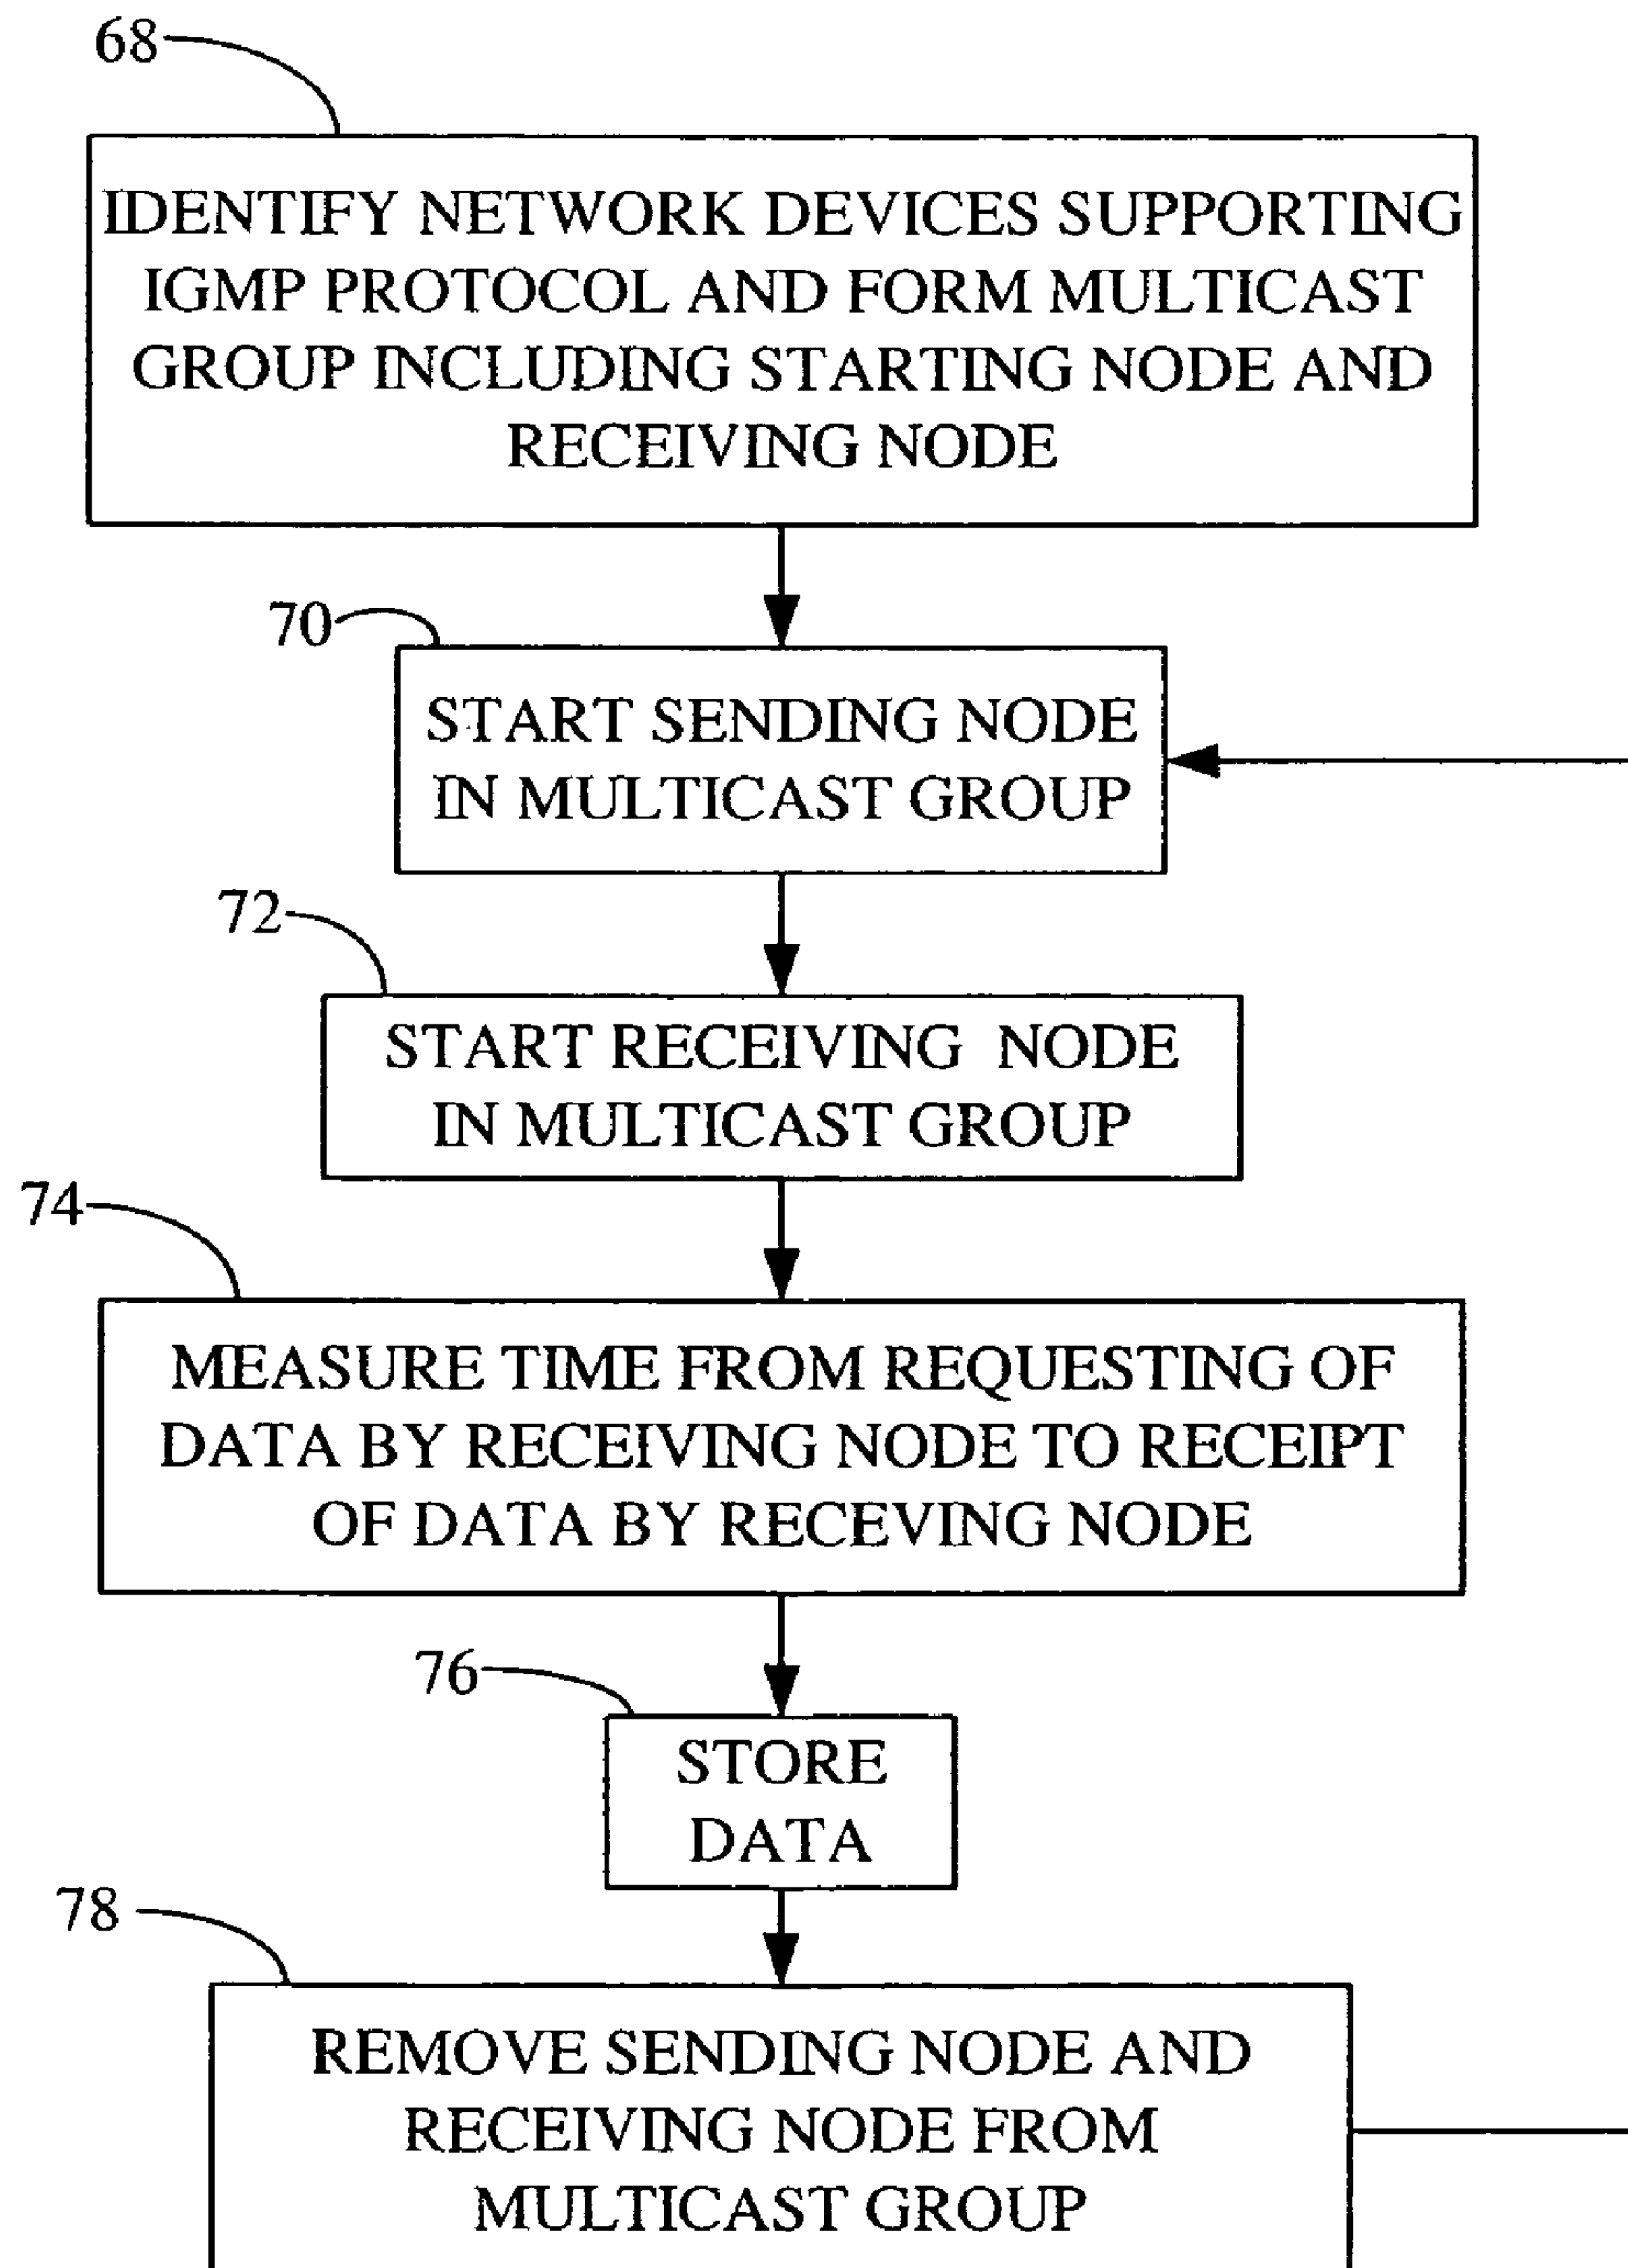 68
IDENTIFY NETWORK DEVICES SUPPORTING
IGMP PROTOCOL AND FORM MULTICAST
GROUP INCLUDING STARTING NODE AND
RECEIVING NODE
70
START SENDING NODE
IN MULTICAST GROUP
72
START RECEIVING NODE
IN MULTICAST GROUP
74
MEASURE TIME FROM REQUESTING OF
DATA BY RECEIVING NODE TO RECEIPT
OF DATA BY RECEVING NODE
76
STORE
DATA
78
REMOVE SENDING NODE AND
RECEIVING NODE FROM
MULTICAST GROUP